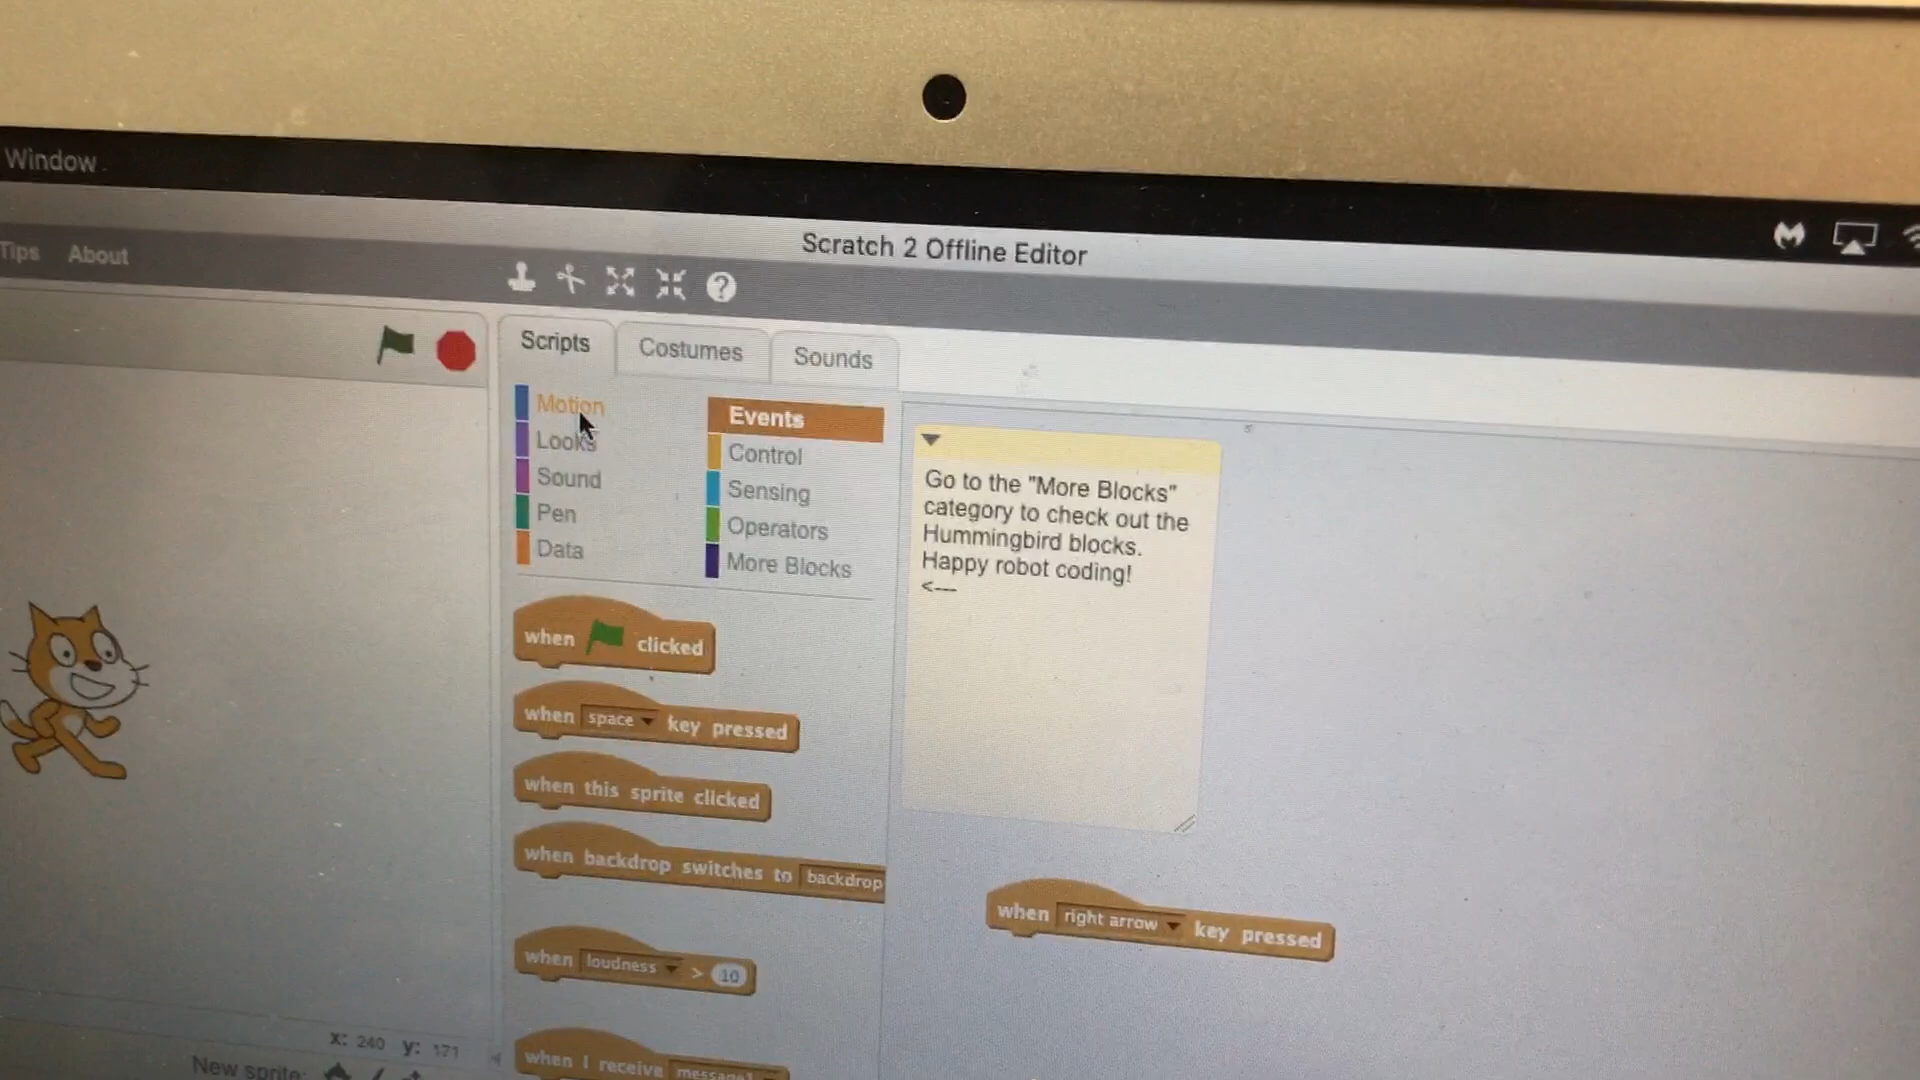 Window
Scratch 2 Offline Editor
Tips About
Scripts Costumes Sounds
Motion
Looks
Sound
Pen
Data
Events
Control
Sensing
Operators
More Blocks
Go to the "More Blocks"
category to check out the
Hummingbird blocks.
Happy robot coding!
<---
when clicked
when space key pressed
when this sprite clicked
when backdrop switches to backdrop
when loudness > 10
when I receive message1
when right arrow key pressed
x: 240 y: 171
New sprite: